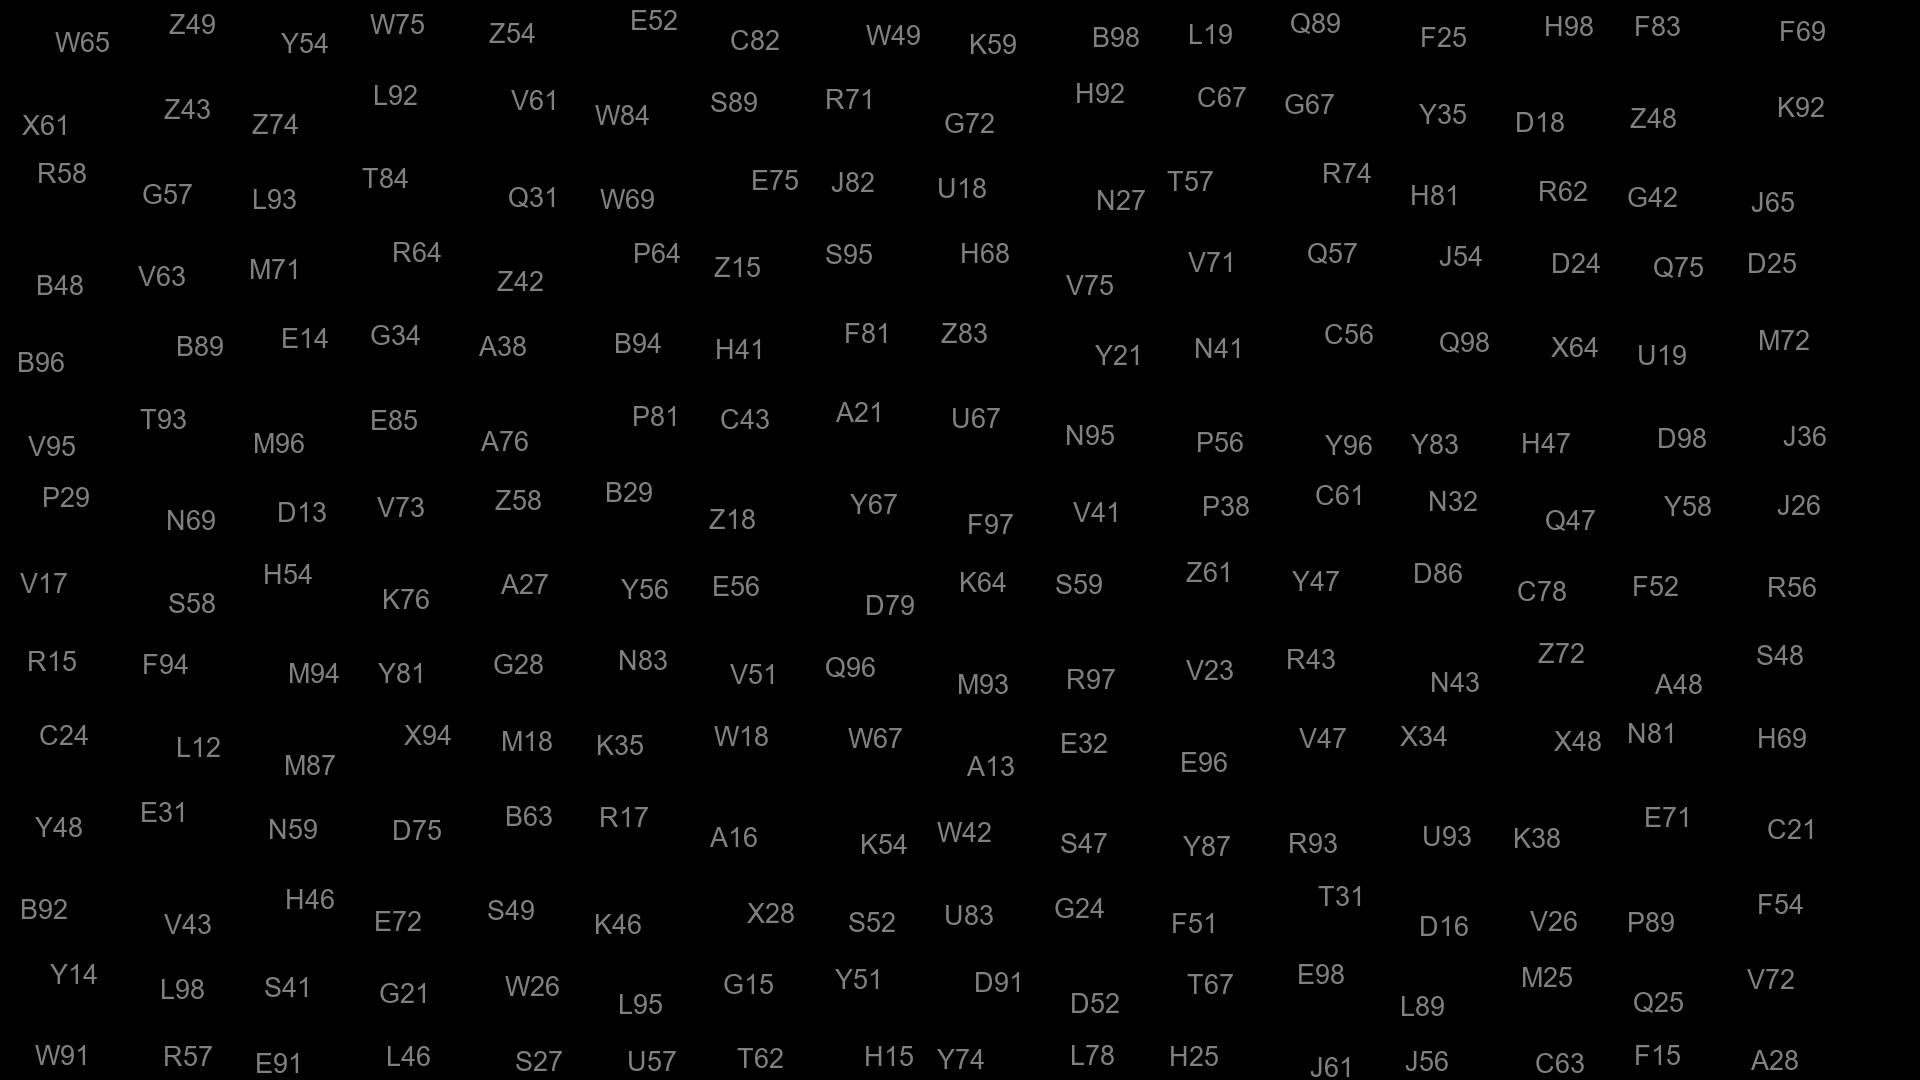 W65 Z49 Y54 W75 Z54 E52 C82 W49 K59 B98 L19 Q89 F25 H98 F83 F69
X61 Z43 Z74 L92 V61 W84 S89 R71 G72 H92 C67 G67 Y35 D18 Z48 K92
R58 G57 L93 T84 Q31 W69 E75 J82 U18 N27 T57 R74 H81 R62 G42 J65
B48 V63 M71 R64 Z42 P64 Z15 S95 H68 V75 V71 Q57 J54 D24 Q75 D25
B96 B89 E14 G34 A38 B94 H41 F81 Z83 Y21 N41 C56 Q98 X64 U19 M72
V95 T93 M96 E85 A76 P81 C43 A21 U67 N95 P56 Y96 Y83 H47 D98 J36
P29 N69 D13 V73 Z58 B29 Z18 Y67 F97 V41 P38 C61 N32 Q47 Y58 J26
V17 S58 H54 K76 A27 Y56 E56 D79 K64 S59 Z61 Y47 D86 C78 F52 R56
R15 F94 M94 Y81 G28 N83 V51 Q96 M93 R97 V23 R43 N43 Z72 A48 S48
C24 L12 M87 X94 M18 K35 W18 W67 A13 E32 E96 V47 X34 X48 N81 H69
Y48 E31 N59 D75 B63 R17 A16 K54 W42 S47 Y87 R93 U93 K38 E71 C21
B92 V43 H46 E72 S49 K46 X28 S52 U83 G24 F51 T31 D16 V26 P89 F54
Y14 L98 S41 G21 W26 L95 G15 Y51 D91 D52 T67 E98 L89 M25 Q25 V72
W91 R57 E91 L46 S27 U57 T62 H15 Y74 L78 H25 J61 J56 C63 F15 A28